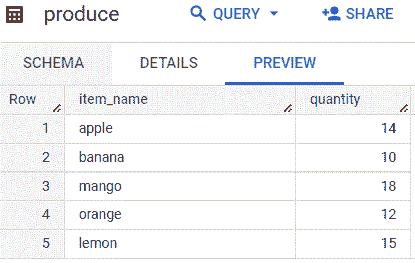 produce QUERY SHARE
SCHEMA DETAILS PREVIEW
Row item_name quantity
1 apple 14
2 banana 10
3 mango 18
4 orange 12
5 lemon 15